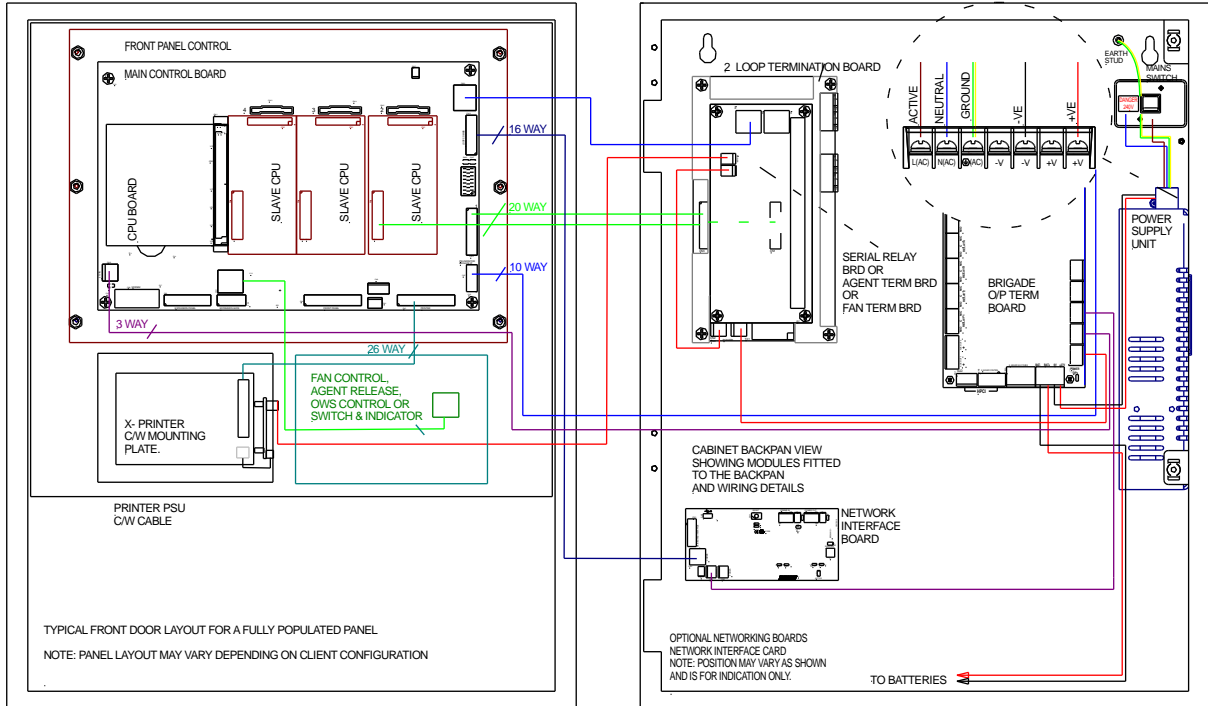 FRONT PANEL CONTROL
MAIN CONTROL BOARD
4
3
2
CPU BOARD
SLAVE CPU
SLAVE CPU
SLAVE CPU
16 WAY
20 WAY
10 WAY
3 WAY
26 WAY
X- PRINTER
C/W MOUNTING
PLATE.
FAN CONTROL,
AGENT RELEASE,
OWS CONTROL OR
SWITCH & INDICATOR
PRINTER PSU
C/W CABLE
TYPICAL FRONT DOOR LAYOUT FOR A FULLY POPULATED PANEL
NOTE: PANEL LAYOUT MAY VARY DEPENDING ON CLIENT CONFIGURATION
2 LOOP TERMINATION BOARD
ACTIVE
NEUTRAL
GROUND
-VE
+VE
L(AC)
N(AC)
(AC)
-V
-V
+V
+V
EARTH
STUD
MAINS
SWITCH
DANGER
240V
POWER
SUPPLY
UNIT
SERIAL RELAY
BRD OR
AGENT TERM BRD
OR
FAN TERM BRD
BRIGADE
O/P TERM
BOARD
CABINET BACKPAN VIEW
SHOWING MODULES FITTED
TO THE BACKPAN
AND WIRING DETAILS
NETWORK
INTERFACE
BOARD
OPTIONAL NETWORKING BOARDS
NETWORK INTERFACE CARD
NOTE: POSITION MAY VARY AS SHOWN
AND IS FOR INDICATION ONLY.
TO BATTERIES